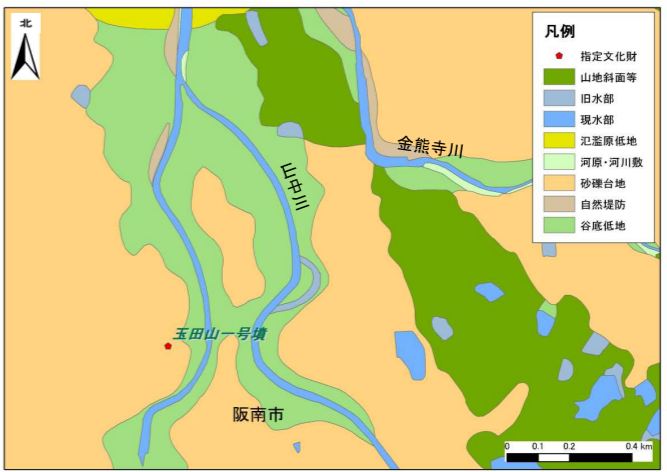 北
凡例
指定文化財
山地斜面等
旧水部
現水部
氾濫原低地
河原・河川敷
砂礫台地
自然堤防
谷底低地
金熊寺川
山中川
玉田山一号墳
阪南市
0 0.1 0.2 0.4 km